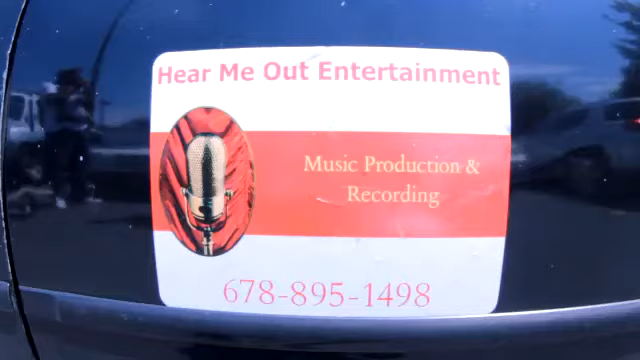 Hear Me Out Entertainment
Music Production &
Recording
678-895-1498